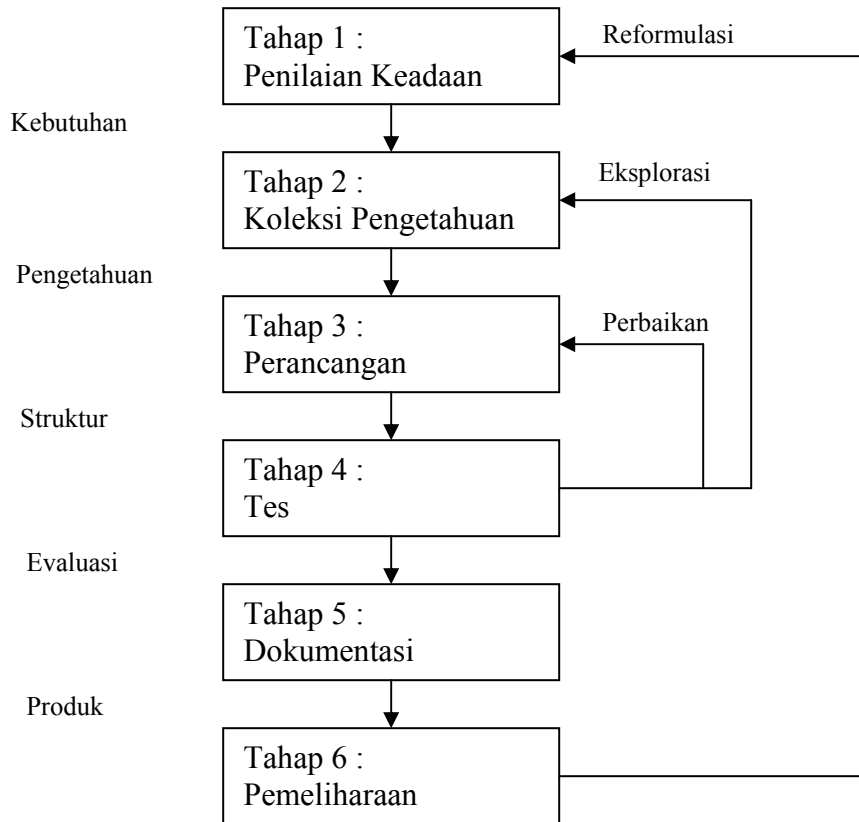 Tahap 1 :
Penilaian Keadaan
Reformulasi
Kebutuhan
Tahap 2 :
Koleksi Pengetahuan
Eksplorasi
Pengetahuan
Tahap 3 :
Perancangan
Perbaikan
Struktur
Tahap 4 :
Tes
Evaluasi
Tahap 5 :
Dokumentasi
Produk
Tahap 6 :
Pemeliharaan